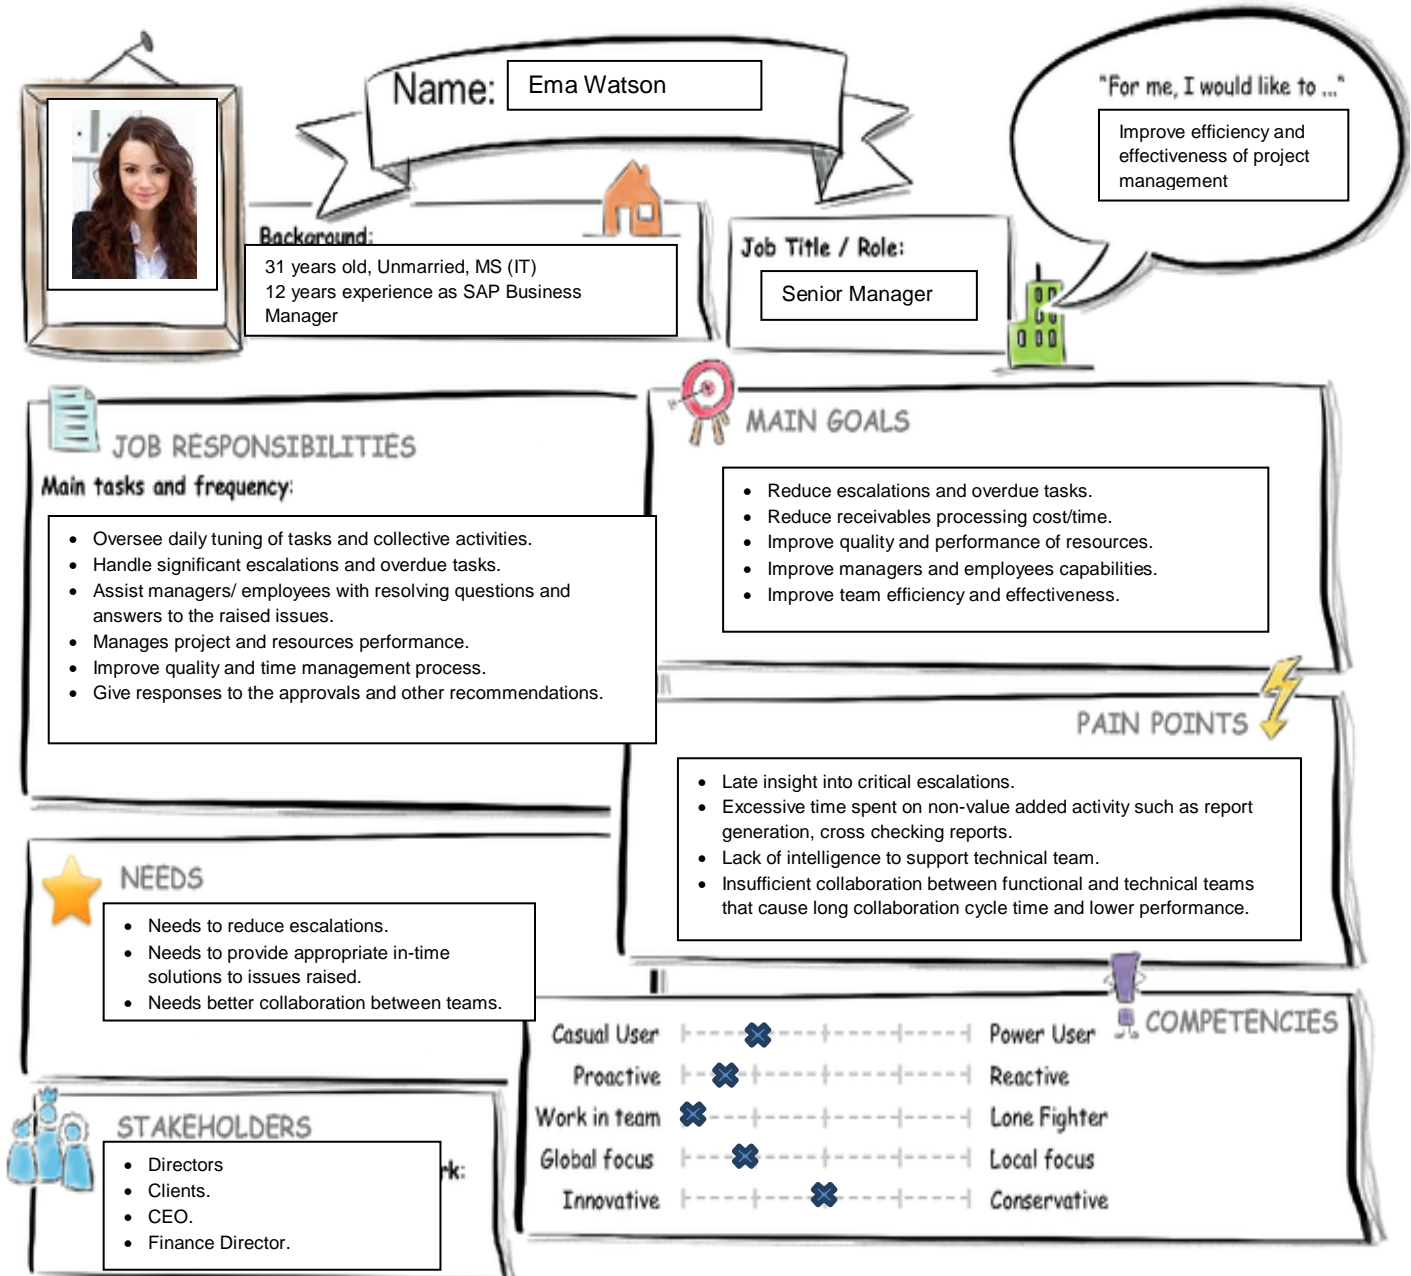 Name:
Ema Watson
"For me, I would like to ..."
Improve efficiency and
effectiveness of project
management
Background:
31 years old, Unmarried, MS (IT)
12 years experience as SAP Business
Manager
Job Title / Role:
Senior Manager
JOB RESPONSIBILITIES
Main tasks and frequency:
• Oversee daily tuning of tasks and collective activities.
• Handle significant escalations and overdue tasks.
• Assist managers/ employees with resolving questions and
answers to the raised issues.
• Manages project and resources performance.
• Improve quality and time management process.
• Give responses to the approvals and other recommendations.
MAIN GOALS
• Reduce escalations and overdue tasks.
• Reduce receivables processing cost/time.
• Improve quality and performance of resources.
• Improve managers and employees capabilities.
• Improve team efficiency and effectiveness.
PAIN POINTS
• Late insight into critical escalations.
• Excessive time spent on non-value added activity such as report
generation, cross checking reports.
• Lack of intelligence to support technical team.
• Insufficient collaboration between functional and technical teams
that cause long collaboration cycle time and lower performance.
NEEDS
• Needs to reduce escalations.
• Needs to provide appropriate in-time
solutions to issues raised.
• Needs better collaboration between teams.
STAKEHOLDERS
rk:
• Directors
• Clients.
• CEO.
• Finance Director.
COMPETENCIES
Casual User Power User
Proactive Reactive
Work in team Lone Fighter
Global focus Local focus
Innovative Conservative